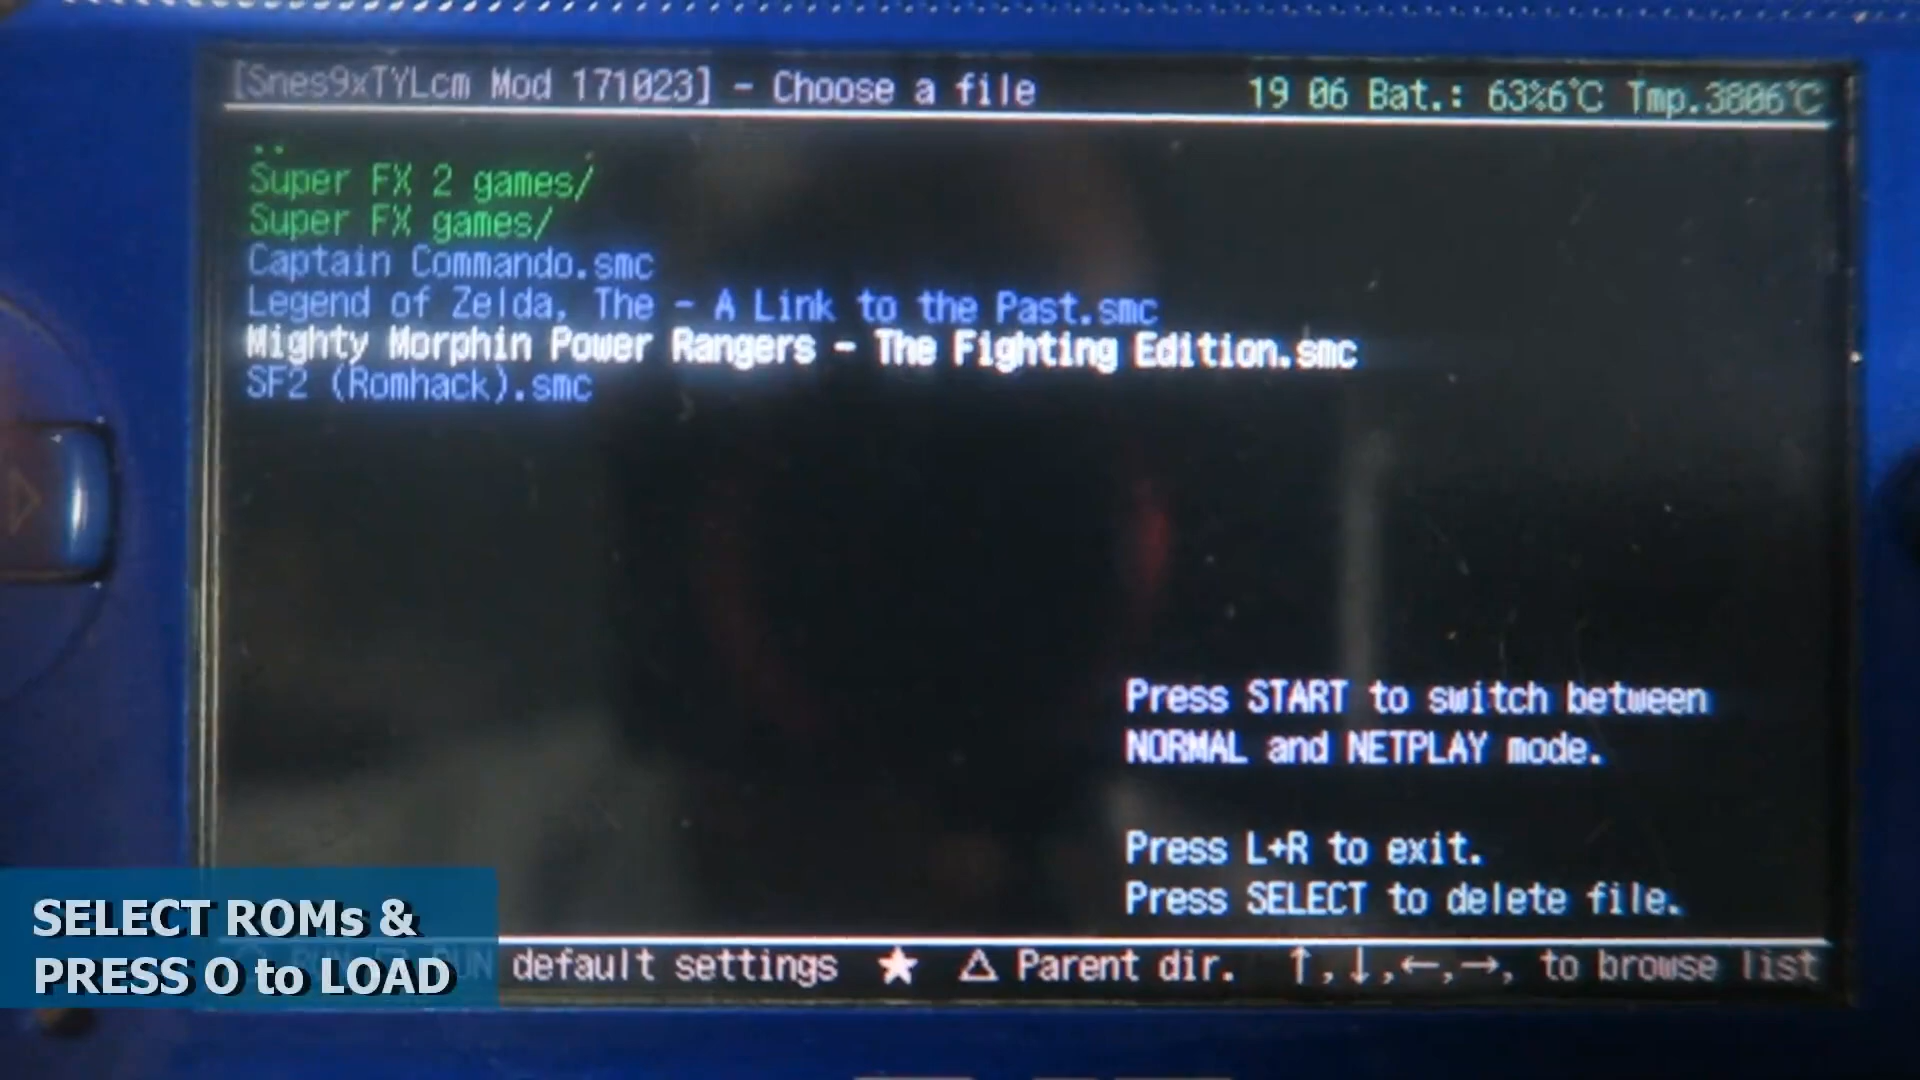 [Snes9xTYLcm Mod 171023] - Choose a file
19 06 Bat.: 63%6°C Tmp.3806°C
..
Super FX 2 games/
Super FX games/
Captain Commando.smc
Legend of Zelda, The - A Link to the Past.smc
Mighty Morphin Power Rangers - The Fighting Edition.smc
SF2 (Romhack).smc
Press START to switch between
NORMAL and NETPLAY mode.
Press L+R to exit.
Press SELECT to delete file.
default settings ★ △ Parent dir. ↑,↓,←,→, to browse list
SELECT ROMs &
PRESS O to LOAD